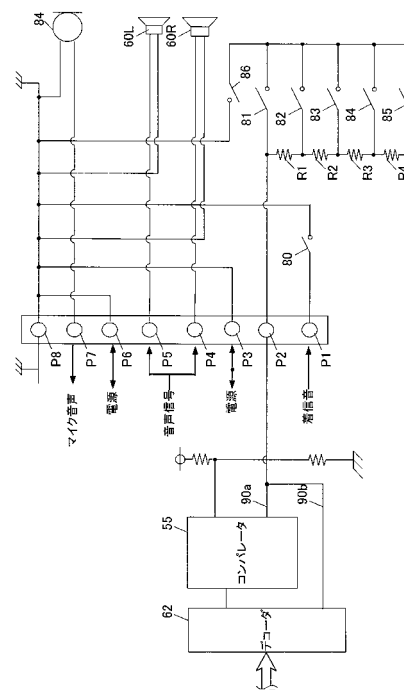 84
60L
60R
86
81
82
83
84
85
R1
R2
R3
R4
80
P8
P7
P6
P5
P4
P3
P2
P1
マイク音声
電源
音声信号
電源
着信音
90a
90b
55
コンパレータ
62
デコーダ